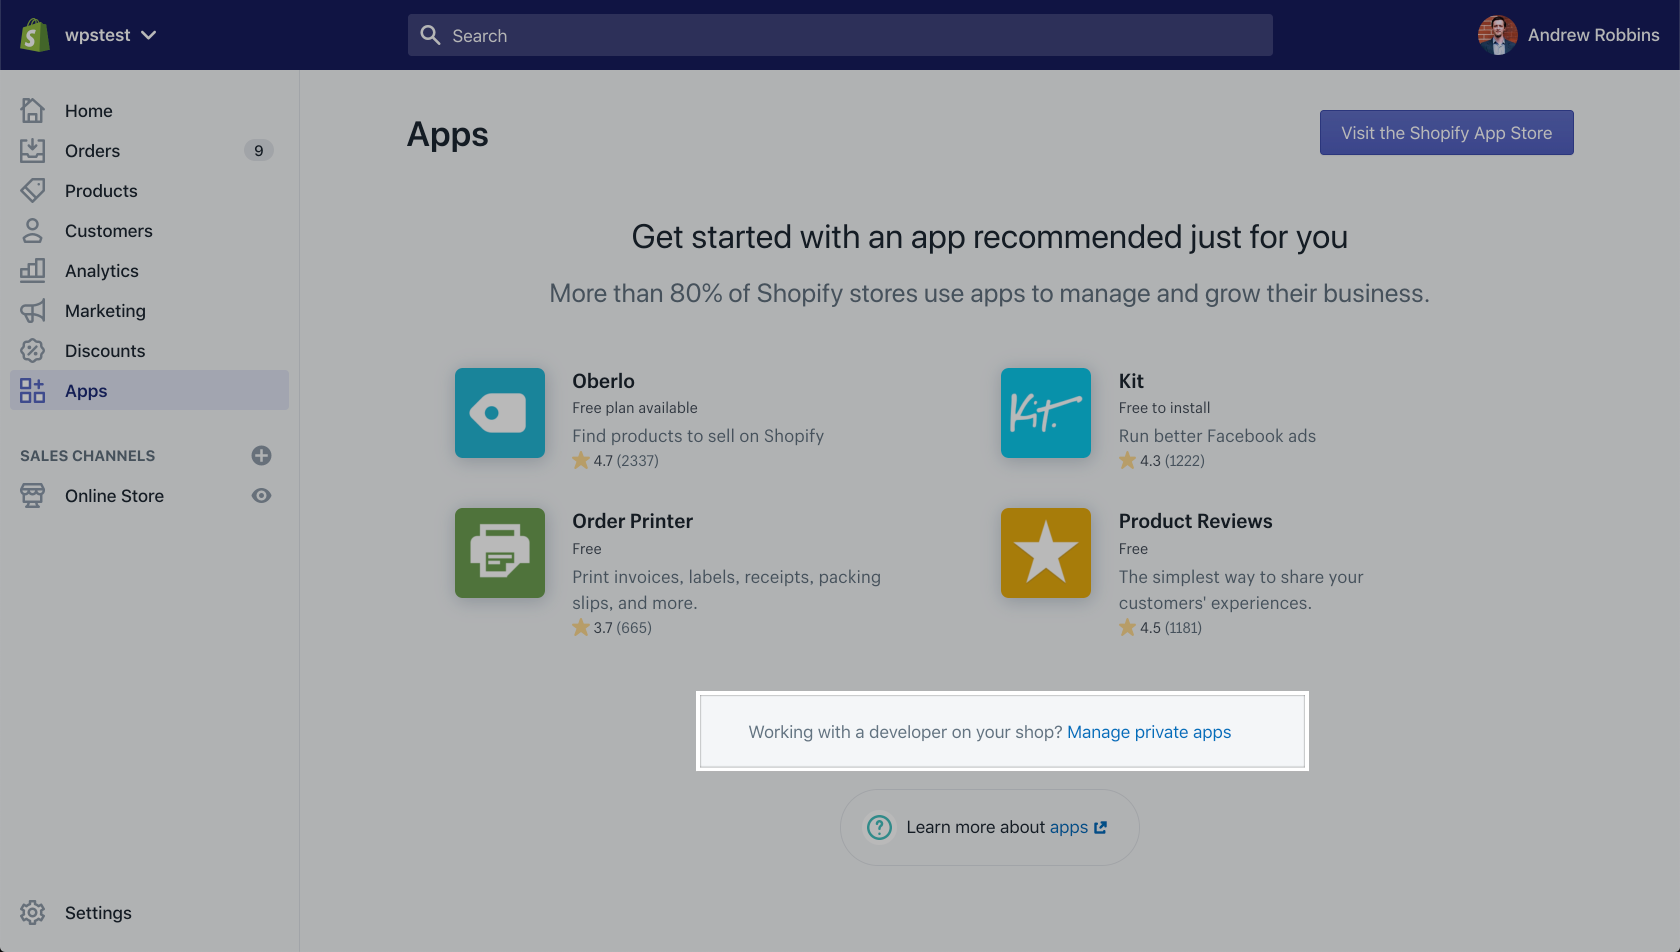 wpstest
Search
Andrew Robbins
Home
Orders
9
Products
Customers
Analytics
Marketing
Discounts
Apps
SALES CHANNELS
Online Store
Settings
Apps
Visit the Shopify App Store
Get started with an app recommended just for you
More than 80% of Shopify stores use apps to manage and grow their business.
Oberlo
Free plan available
Find products to sell on Shopify
4.7 (2337)
Kit.
Kit
Free to install
Run better Facebook ads
4.3 (1222)
Order Printer
Free
Print invoices, labels, receipts, packing
slips, and more.
3.7 (665)
Product Reviews
Free
The simplest way to share your
customers' experiences.
4.5 (1181)
Working with a developer on your shop? Manage private apps
Learn more about apps